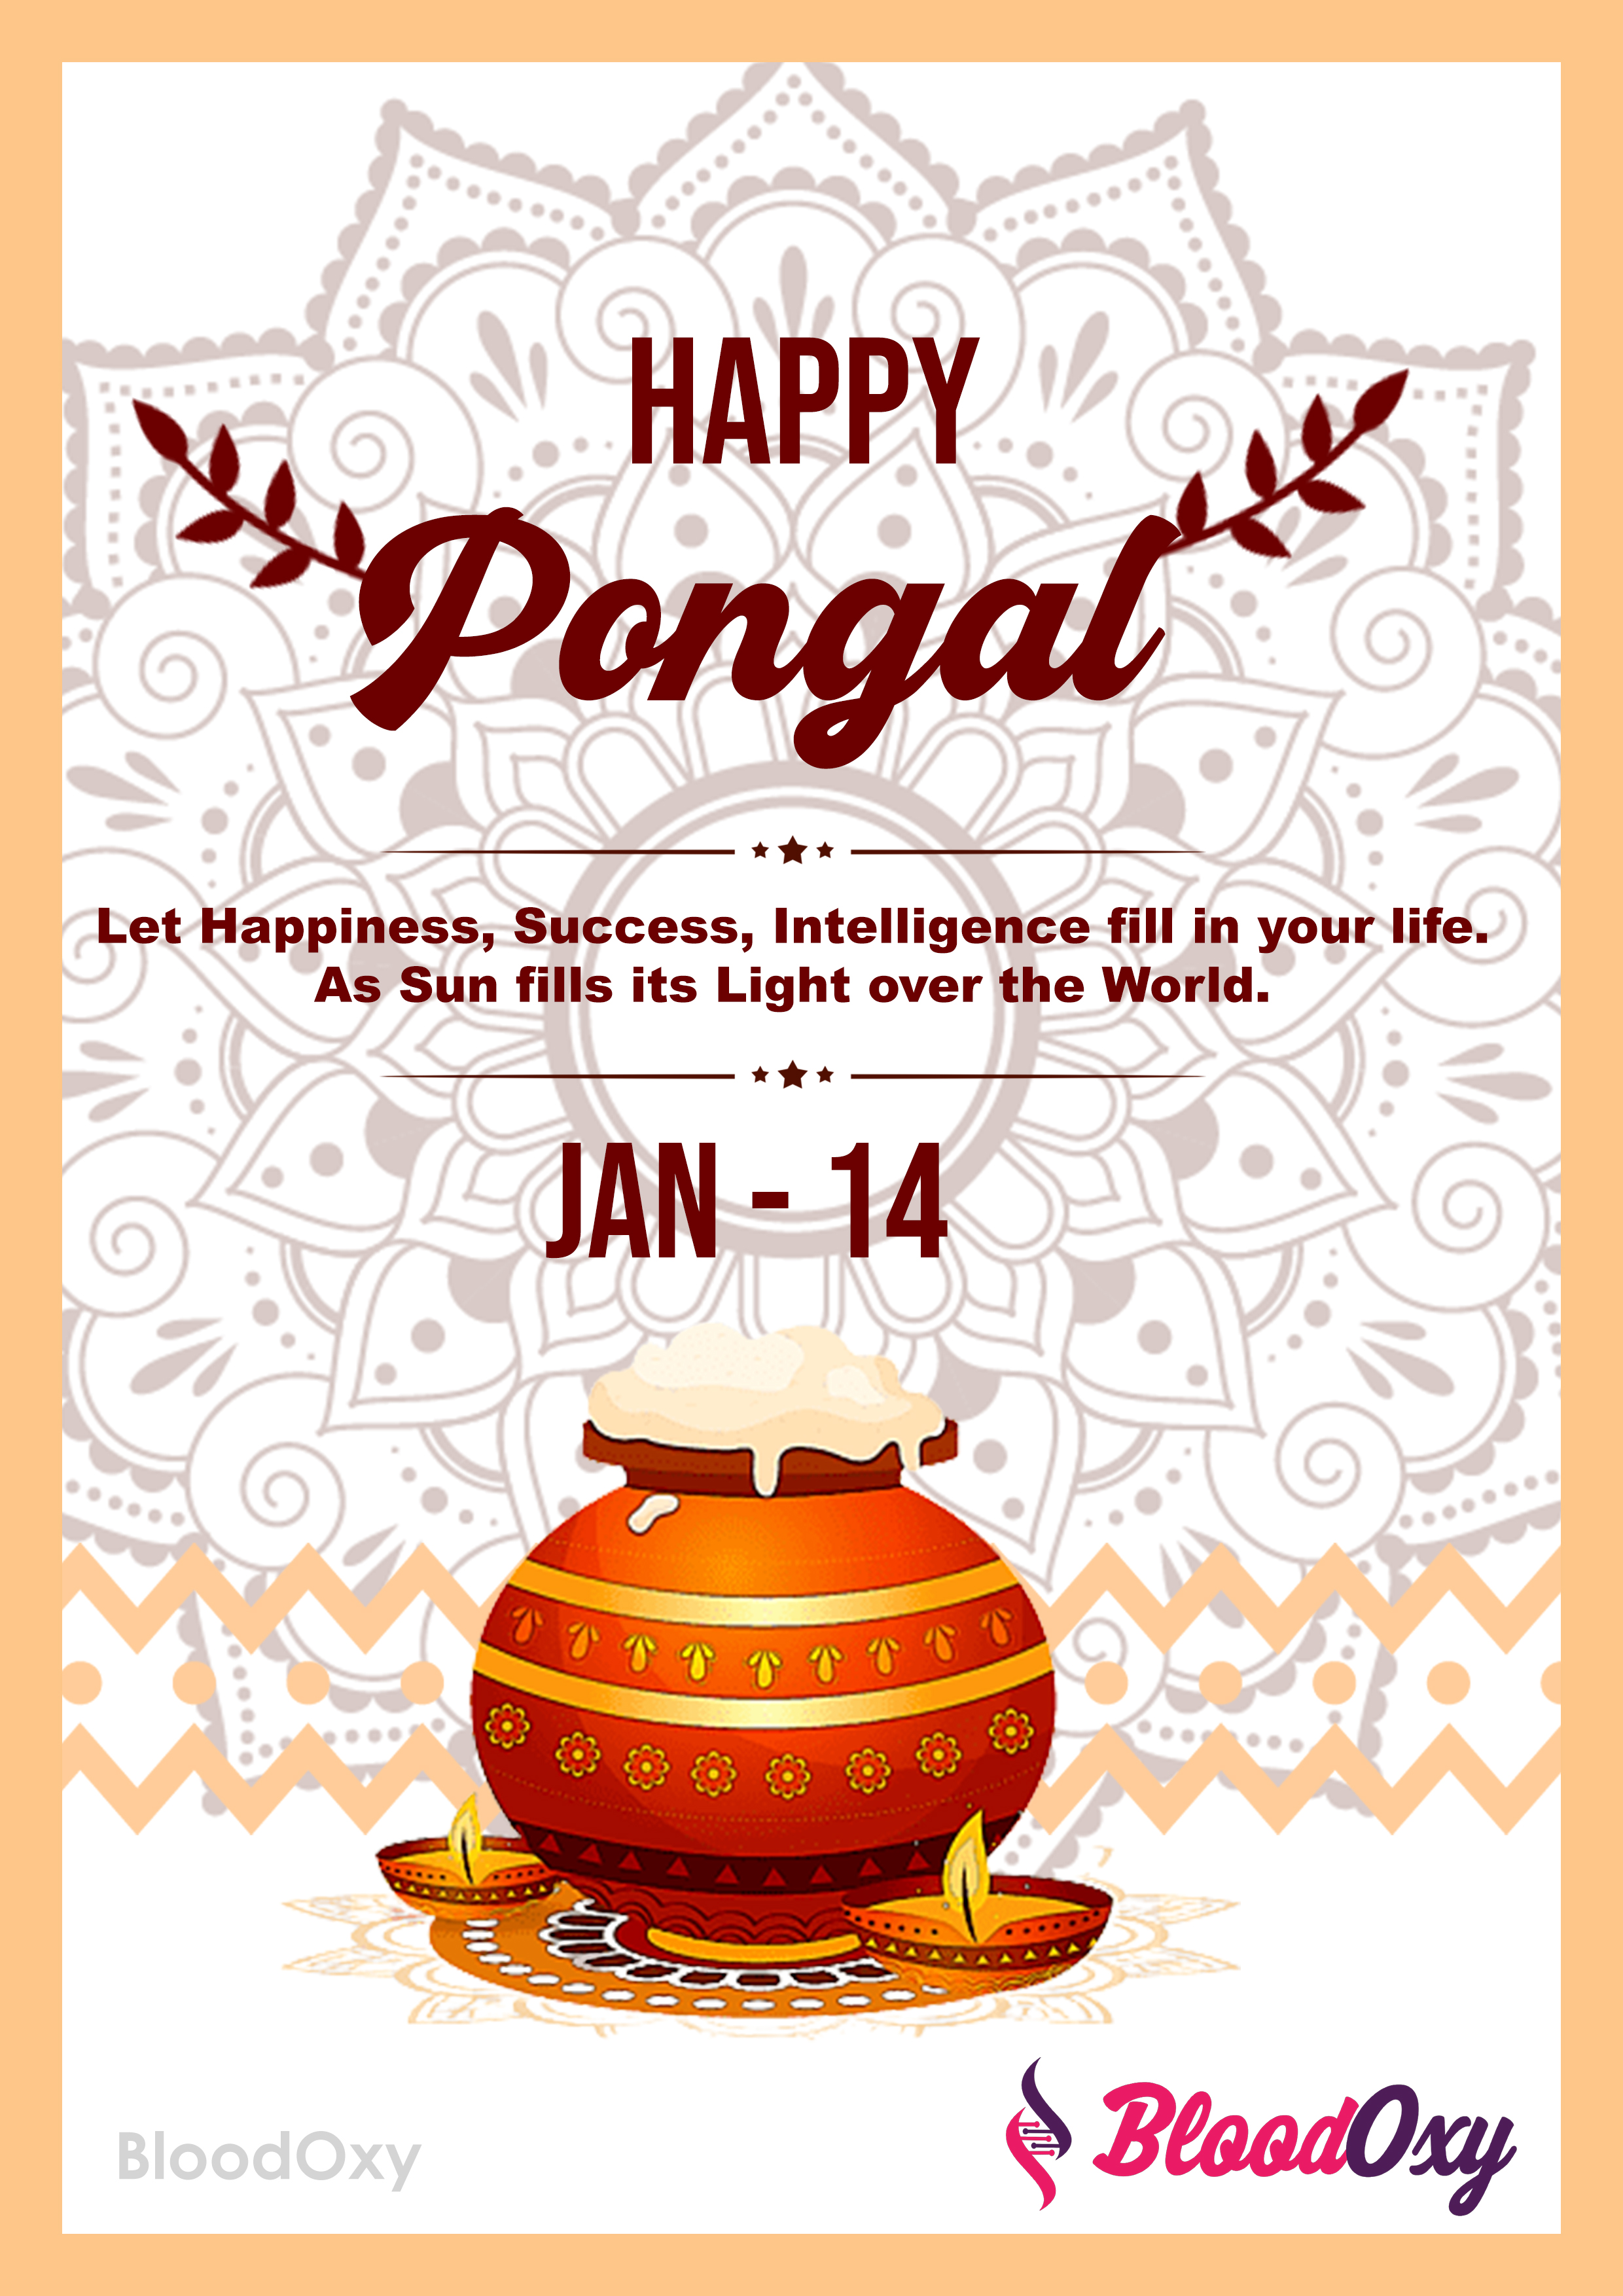 HAPPY
Pongal
Let Happiness, Success, Intelligence fill in your life.
As Sun fills its Light over the World.
JAN - 14
BloodOxy
BloodOxy